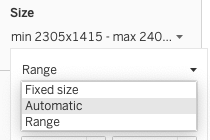 Size
min 2305x1415 - max 240...
Range
Fixed size
Automatic
Range